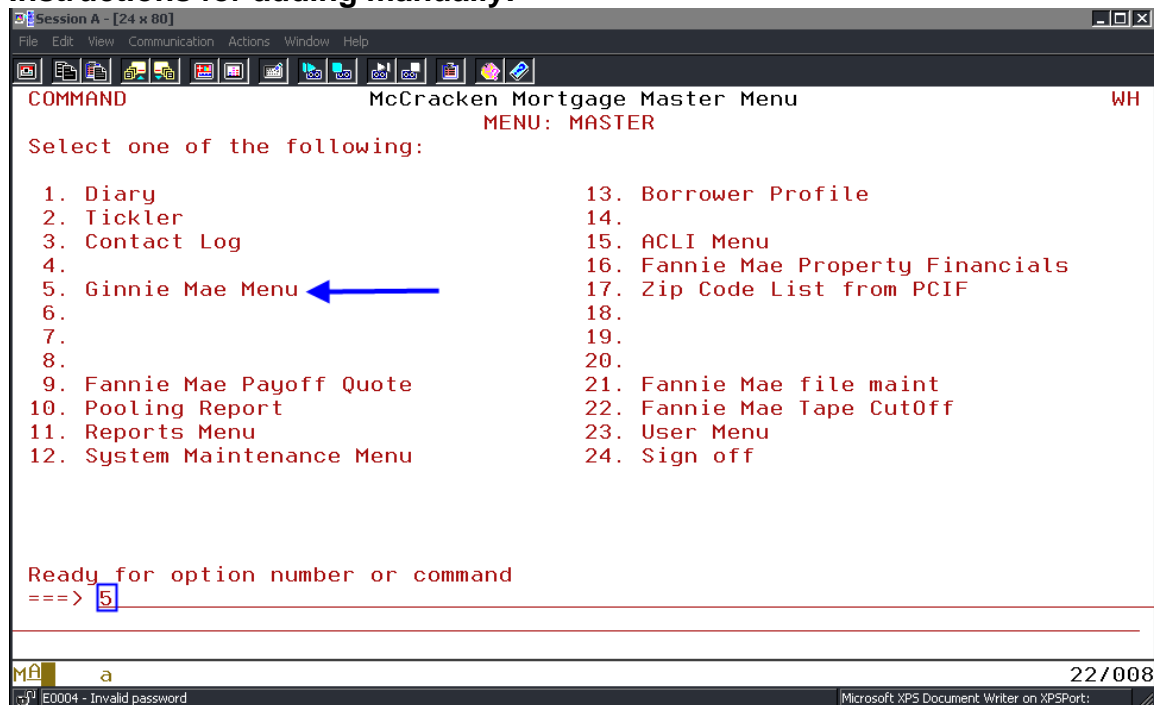 Instructions for adding manually:
Session A - [24 x 80]
File Edit View Communication Actions Window Help
COMMAND McCracken Mortgage Master Menu WH
MENU: MASTER
Select one of the following:
1. Diary 13. Borrower Profile
2. Tickler 14.
3. Contact Log 15. ACLI Menu
4. 16. Fannie Mae Property Financials
5. Ginnie Mae Menu 17. Zip Code List from PCIF
6. 18.
7. 19.
8. 20.
9. Fannie Mae Payoff Quote 21. Fannie Mae file maint
10. Pooling Report 22. Fannie Mae Tape CutOff
11. Reports Menu 23. User Menu
12. System Maintenance Menu 24. Sign off
Ready for option number or command
===> 5
MA a 22/008
E0004 - Invalid password Microsoft XPS Document Writer on XPSPort: